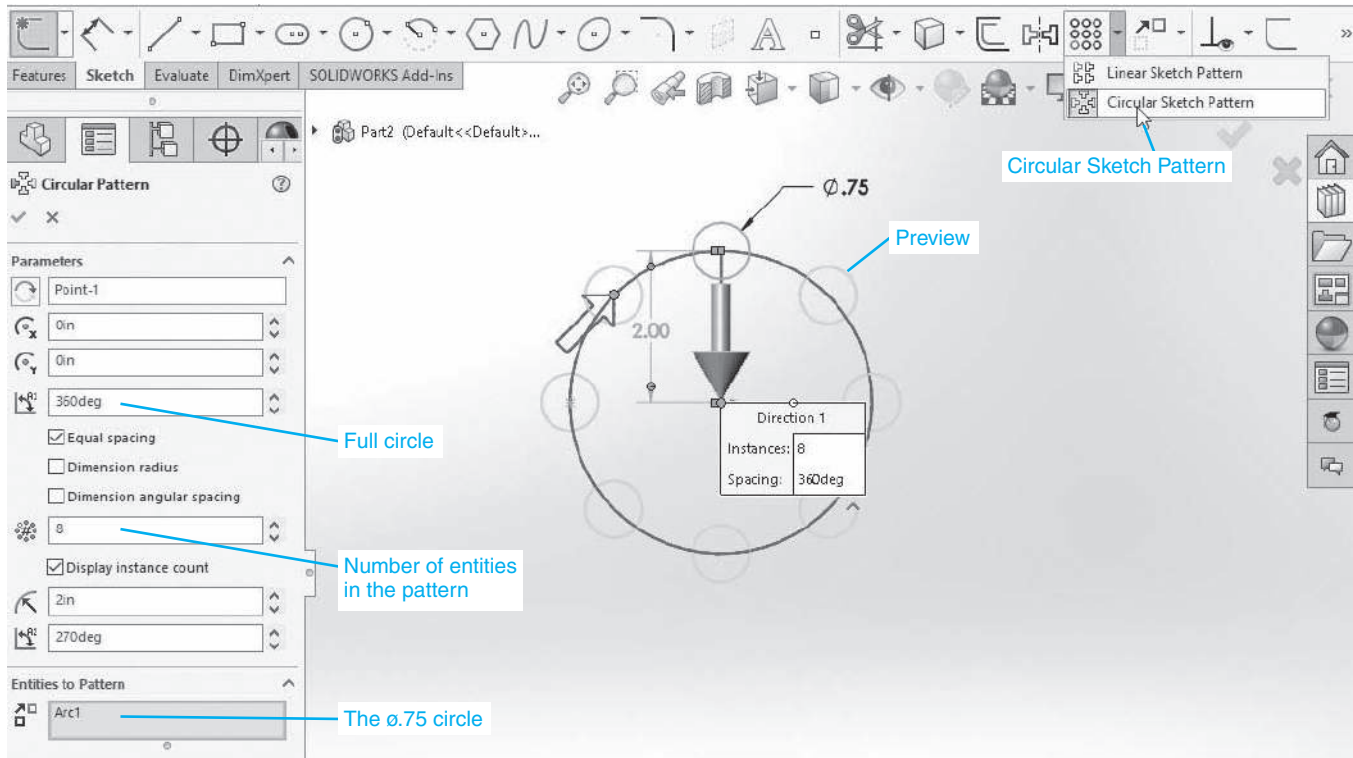 Features Sketch Evaluate DimXpert SOLIDWORKS Add-Ins
Linear Sketch Pattern
Circular Sketch Pattern
Part2 (Default<<Default>...
Circular Sketch Pattern
Circular Pattern
Ø.75
Preview
Parameters
Point-1
0in
2.00
0in
360deg
Direction 1
Equal spacing
Full circle
Instances: 8
Dimension radius
Spacing: 360deg
Dimension angular spacing
8
Display instance count
Number of entities
in the pattern
2in
270deg
Entities to Pattern
Arc1
The ø.75 circle